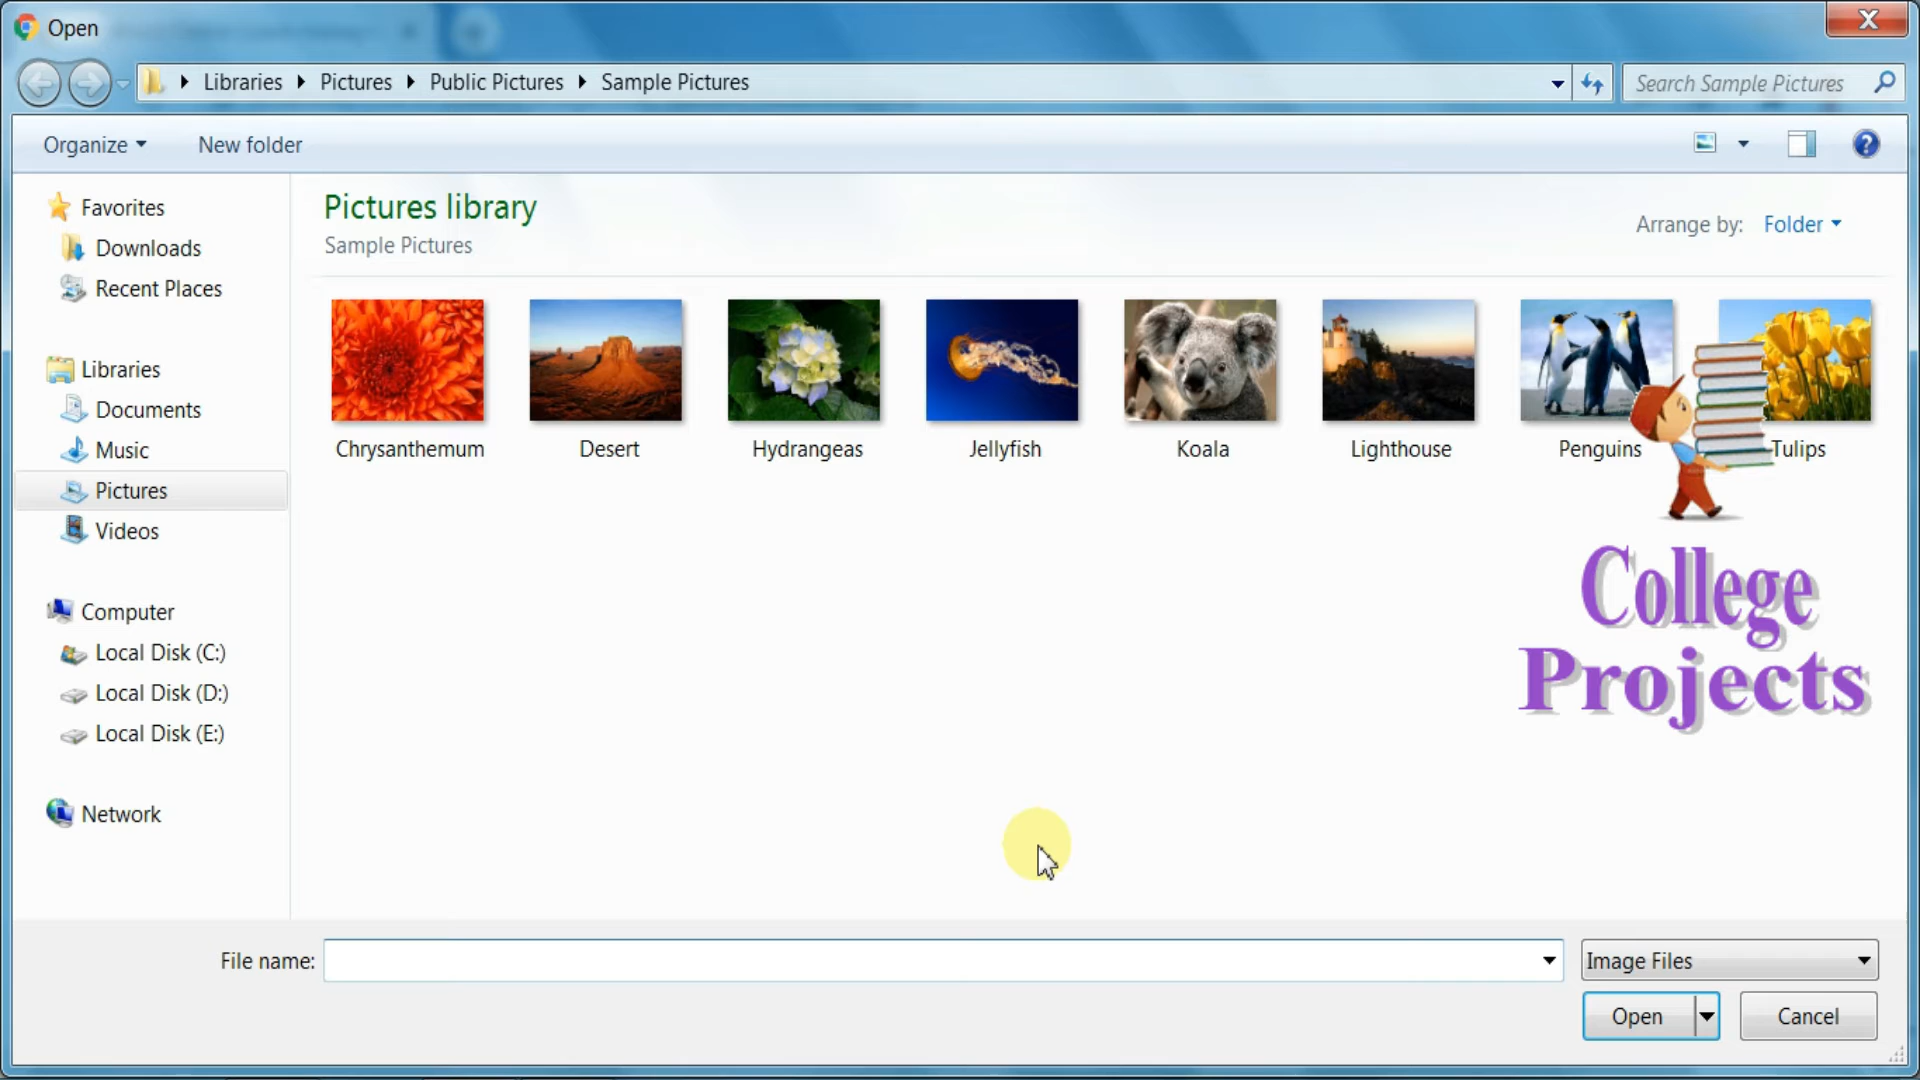 Open
Libraries Pictures Public Pictures Sample Pictures
Search Sample Pictures
Organize
New folder
Favorites
Downloads
Recent Places
Libraries
Documents
Music
Pictures
Videos
Computer
Local Disk (C:)
Local Disk (D:)
Local Disk (E:)
Network
Pictures library
Sample Pictures
Arrange by: Folder
Chrysanthemum
Desert
Hydrangeas
Jellyfish
Koala
Lighthouse
Penguins
Tulips
College
Projects
File name:
Image Files
Open
Cancel